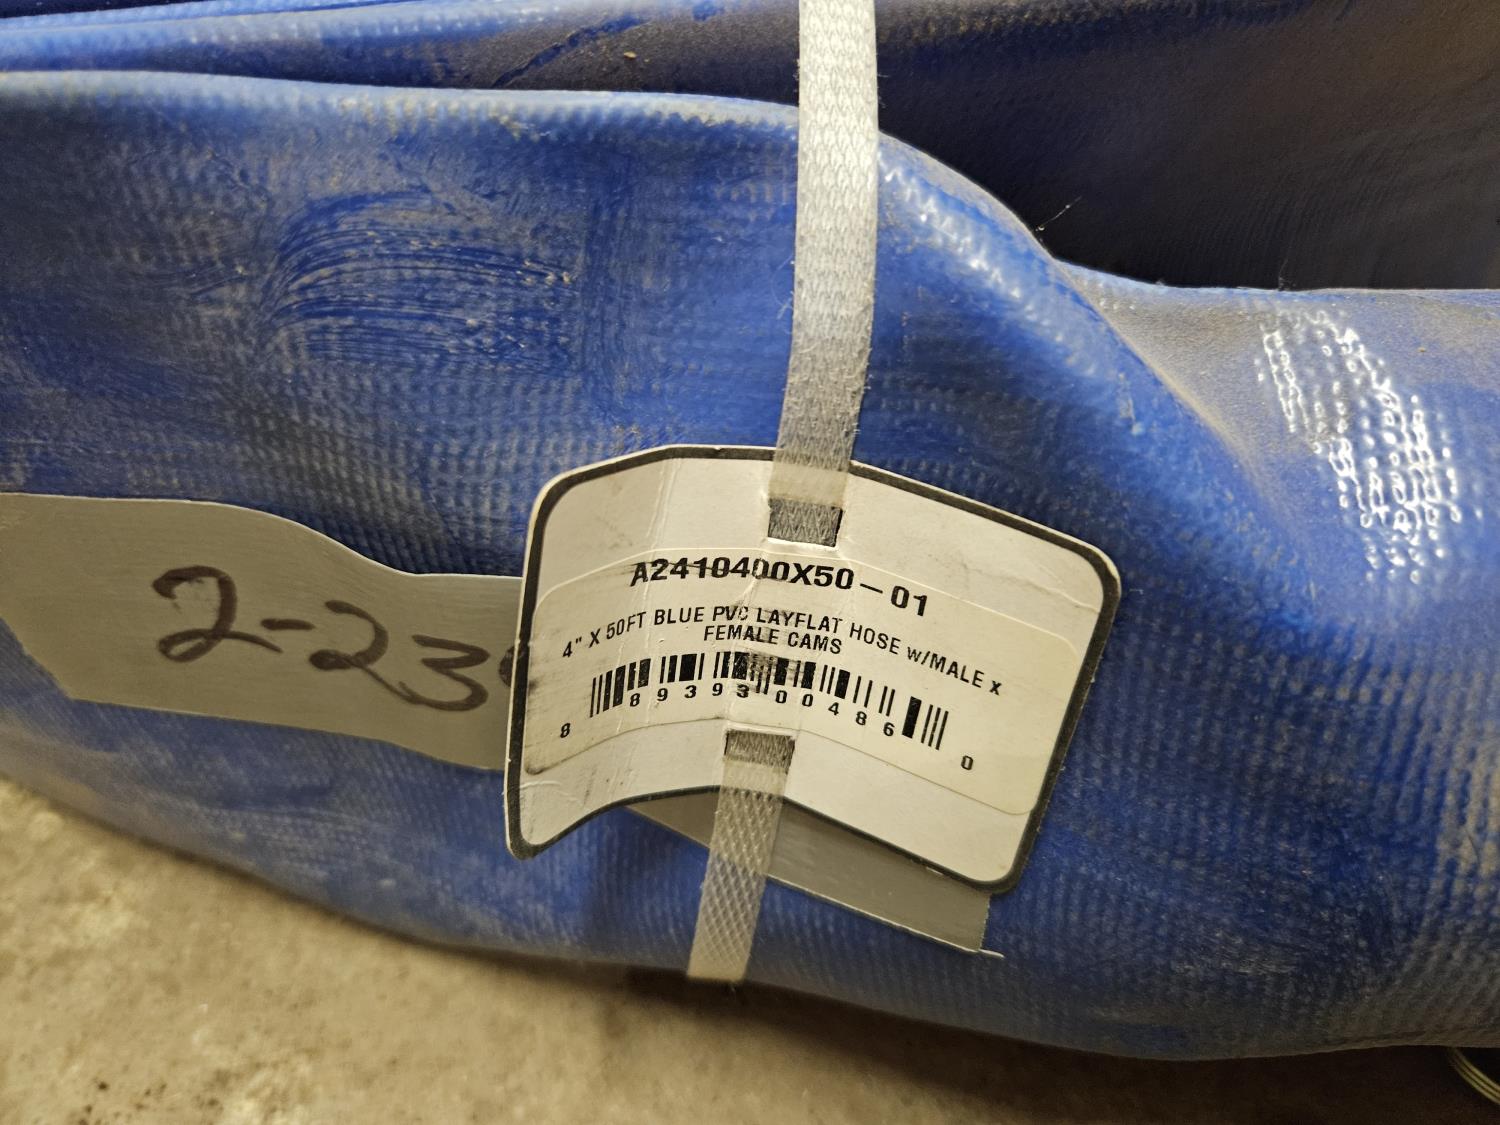 A2410400X50-01
4" X 50FT BLUE PVC LAYFLAT HOSE w/MALE x
FEMALE CAMS
8 89393 00486 0
2-23